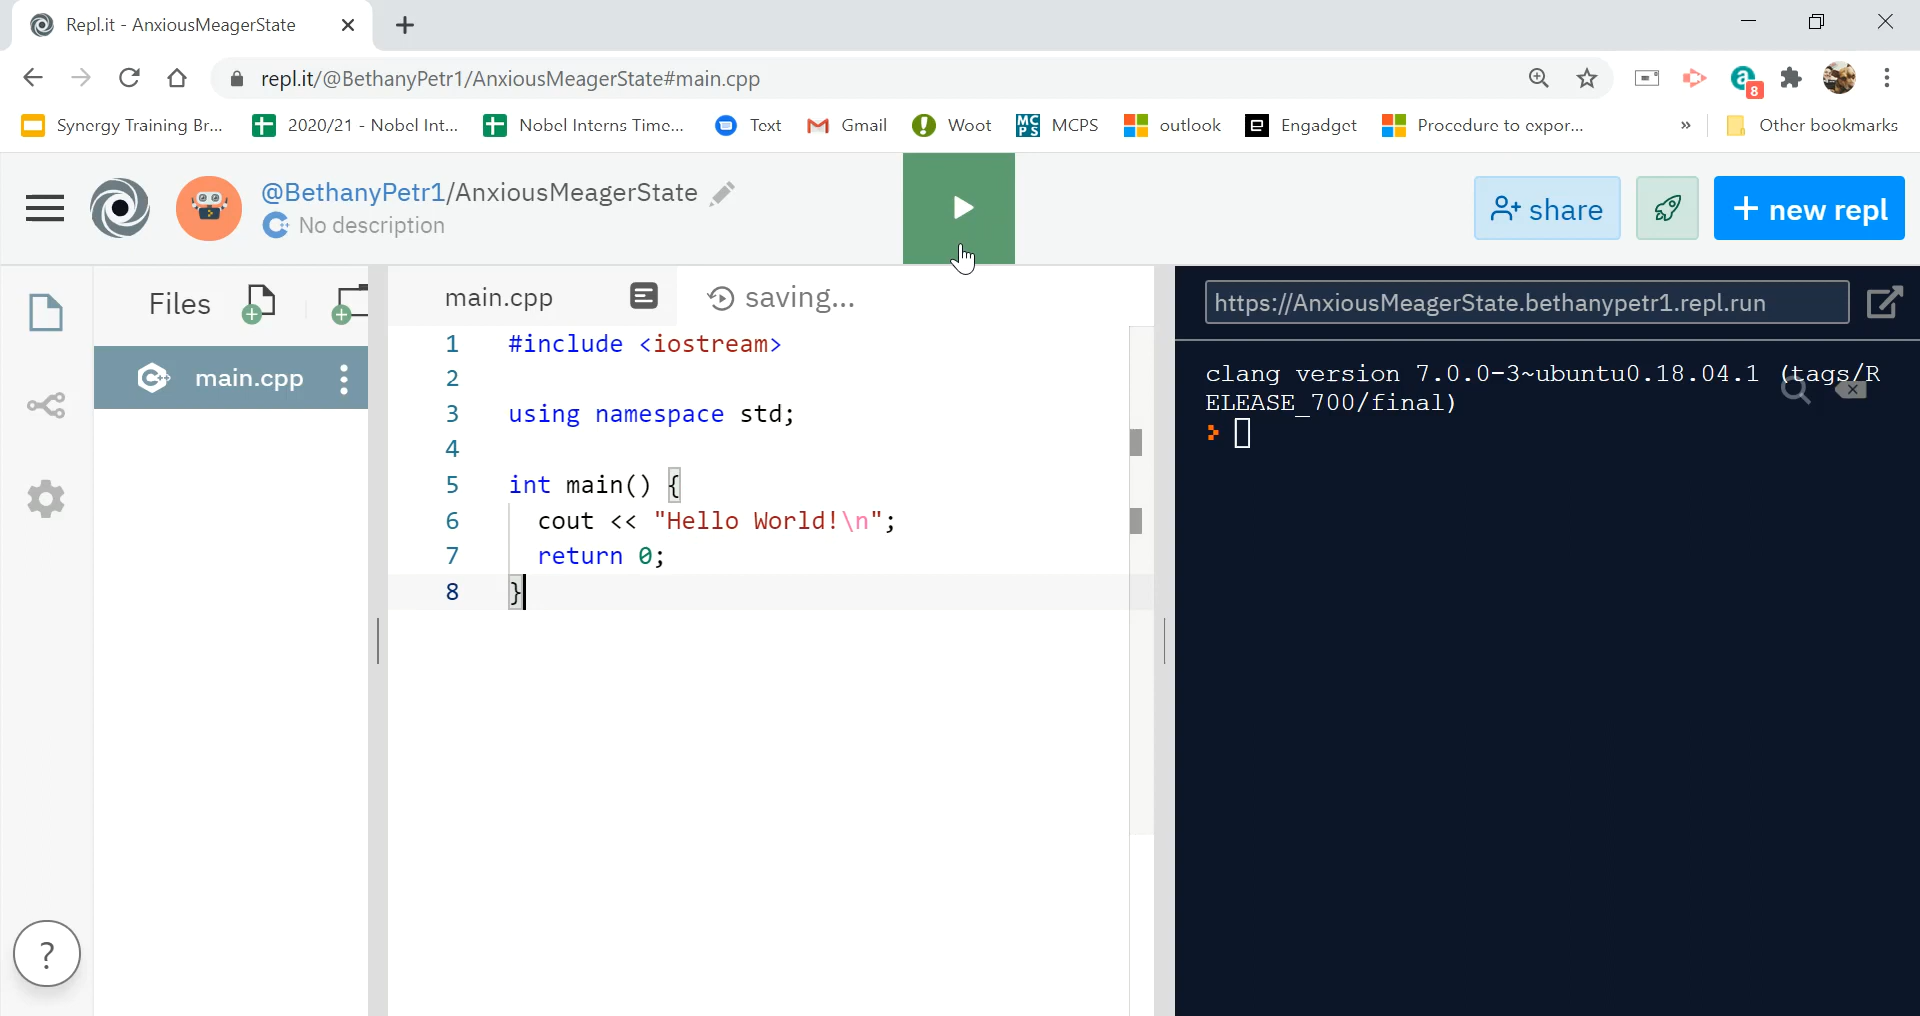 Repl.it - AnxiousMeagerState
repl.it/@BethanyPetr1/AnxiousMeagerState#main.cpp
a 8
Synergy Training Br... 2020/21 - Nobel Int... Nobel Interns Time... Text Gmail Woot MC PS MCPS outlook e Engadget Procedure to expor... » Other bookmarks
@BethanyPetr1/AnxiousMeagerState
No description
share
+ new repl
Files
main.cpp
main.cpp
saving...
1 #include <iostream>
2
3 using namespace std;
4
5 int main() {
6 cout << "Hello World!\n";
7 return 0;
8 }
https://AnxiousMeagerState.bethanypetr1.repl.run
clang version 7.0.0-3~ubuntu0.18.04.1 (tags/R
ELEASE_700/final)
>
?